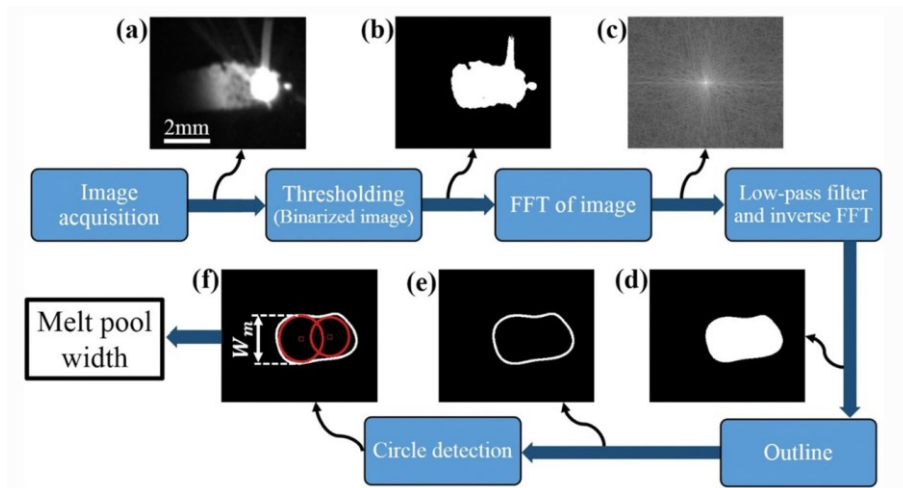 (a)
(b)
(c)
2mm
Image
acquisition
Thresholding
(Binarized image)
FFT of image
Low-pass filter
and inverse FFT
(f)
(e)
(d)
Melt pool
width
W_m
Circle detection
Outline